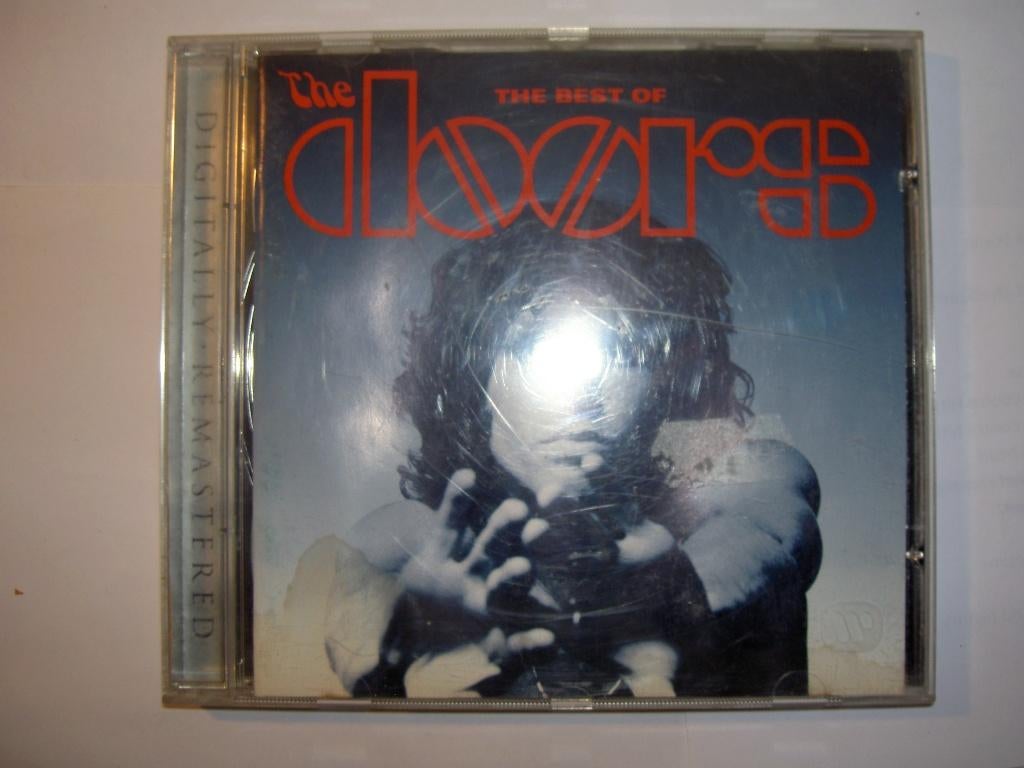 The
THE BEST OF
doors
DIGITALLY·REMASTERED